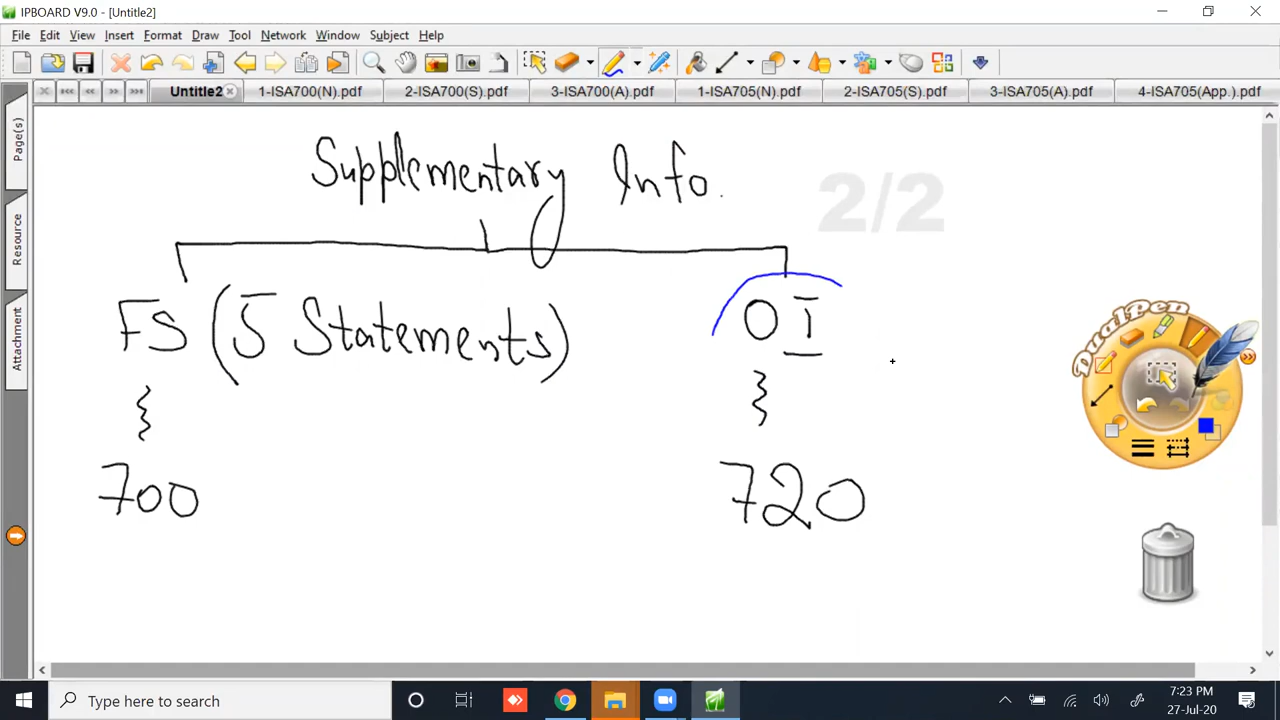 IPBOARD V9.0 - [Untitle2]
File Edit View Insert Format Draw Tool Network Window Subject Help
Untitle2 1-ISA700(N).pdf 2-ISA700(S).pdf 3-ISA700(A).pdf 1-ISA705(N).pdf 2-ISA705(S).pdf 3-ISA705(A).pdf 4-ISA705(App.).pdf
Page(s)
Resource
Attachment
Supplementary Info.
2/2
FS (5 Statements) OI
700 720
DualPen
Type here to search
7:23 PM
27-Jul-20